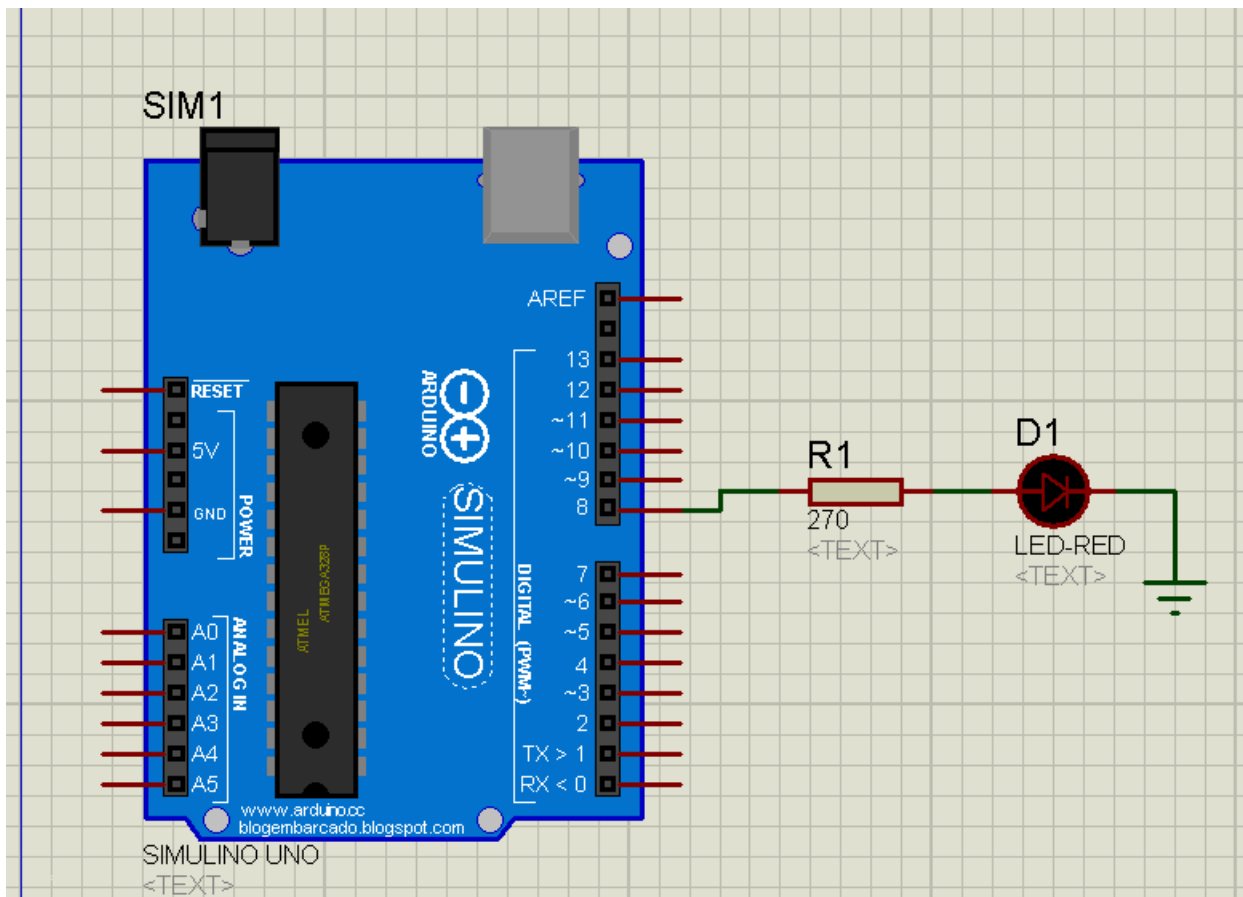 SIM1
AREF
13
12
~11
~10
~9
8
RESET
5V
GND
POWER
ARDUINO
SIMULINO
ATMEL
ATMEGA328P
DIGITAL (PWM~)
7
~6
~5
4
~3
2
TX > 1
RX < 0
ANALOG IN
A0
A1
A2
A3
A4
A5
www.arduino.cc
blogembarcado.blogspot.com
SIMULINO UNO
<TEXT>
R1
270
<TEXT>
D1
LED-RED
<TEXT>